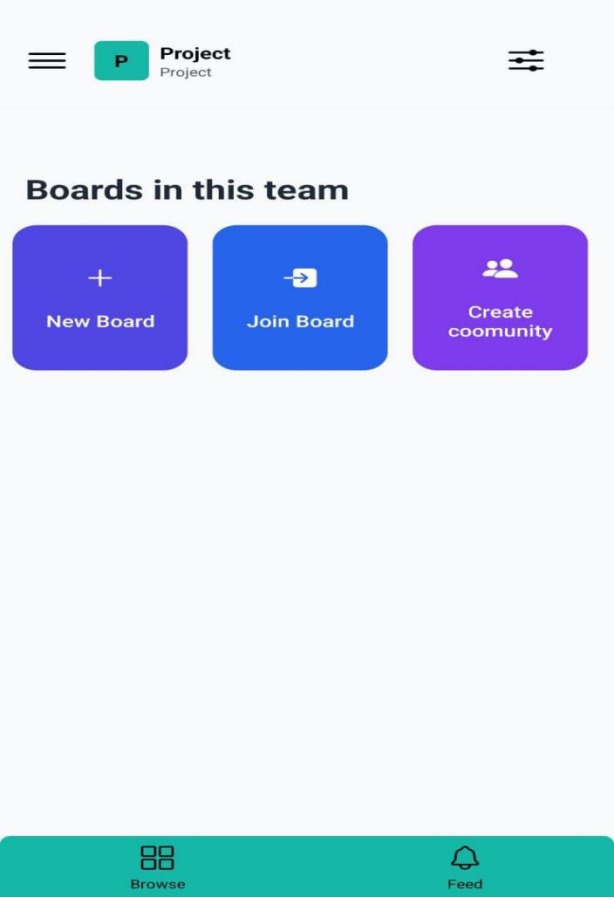 P
Project
Project
Boards in this team
New Board
Join Board
Create
coomunity
Browse
Feed